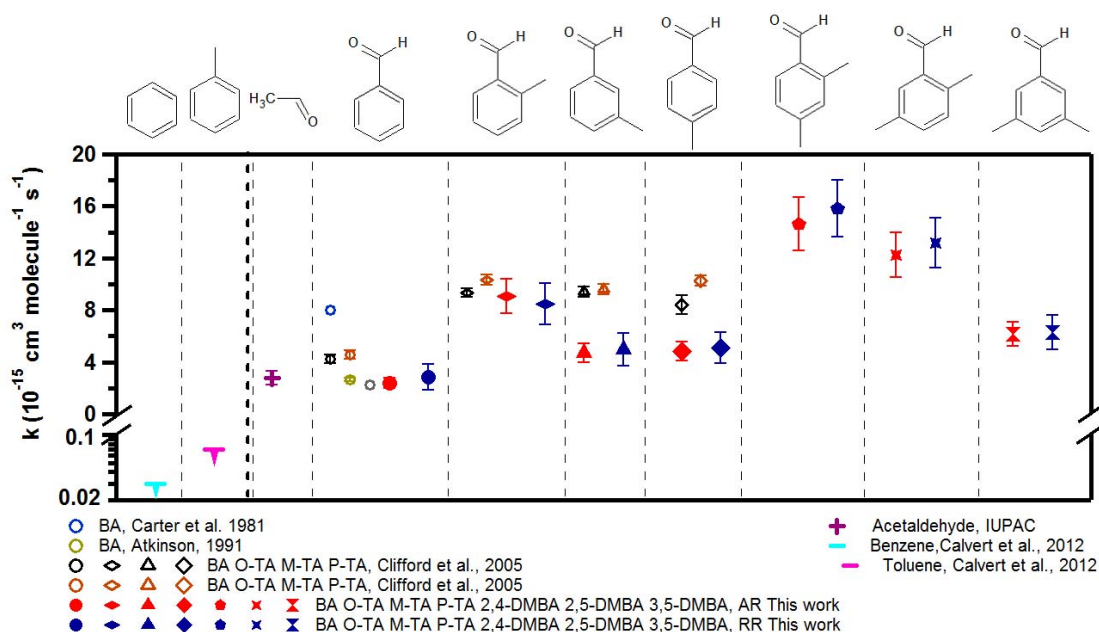 O H
O H
O H
O H
O H
O H
O H
H3C
O
k (10-15 cm3 molecule-1 s-1)
20
16
12
8
4
0
0.1
0.02
BA, Carter et al. 1981
BA, Atkinson, 1991
BA O-TA M-TA P-TA, Clifford et al., 2005
BA O-TA M-TA P-TA, Clifford et al., 2005
BA O-TA M-TA P-TA 2,4-DMBA 2,5-DMBA 3,5-DMBA, AR This work
BA O-TA M-TA P-TA 2,4-DMBA 2,5-DMBA 3,5-DMBA, RR This work
Acetaldehyde, IUPAC
Benzene,Calvert et al., 2012
Toluene, Calvert et al., 2012